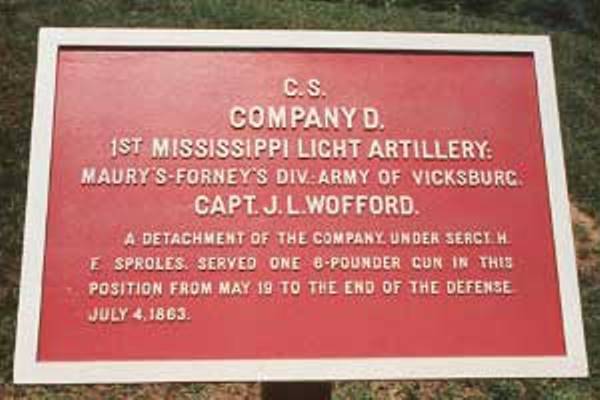 C.S.
COMPANY D.
1ST MISSISSIPPI LIGHT ARTILLERY:
MAURY'S-FORNEY'S DIV.: ARMY OF VICKSBURG.
CAPT. J. L. WOFFORD.
A DETACHMENT OF THE COMPANY, UNDER SERGT. H.
F. SPROLES, SERVED ONE 6-POUNDER GUN IN THIS
POSITION FROM MAY 19 TO THE END OF THE DEFENSE,
JULY 4, 1863.